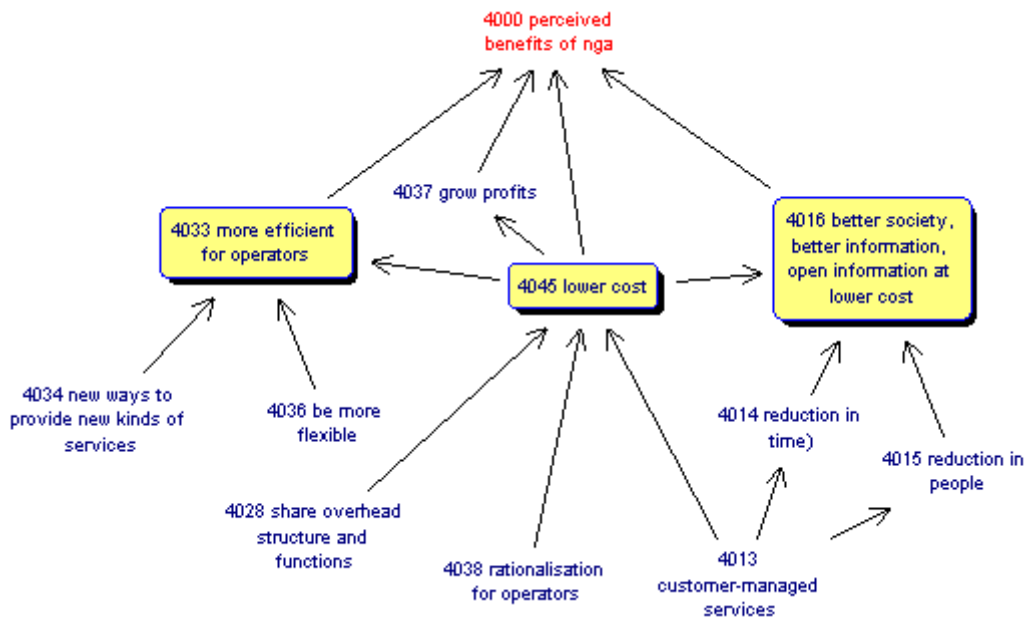 4000 perceived
benefits of nga
4037 grow profits
4033 more efficient
for operators
4016 better society,
better information,
open information at
lower cost
4045 lower cost
4034 new ways to
provide new kinds of
services
4036 be more
flexible
4014 reduction in
time)
4015 reduction in
people
4028 share overhead
structure and
functions
4038 rationalisation
for operators
4013
customer-managed
services